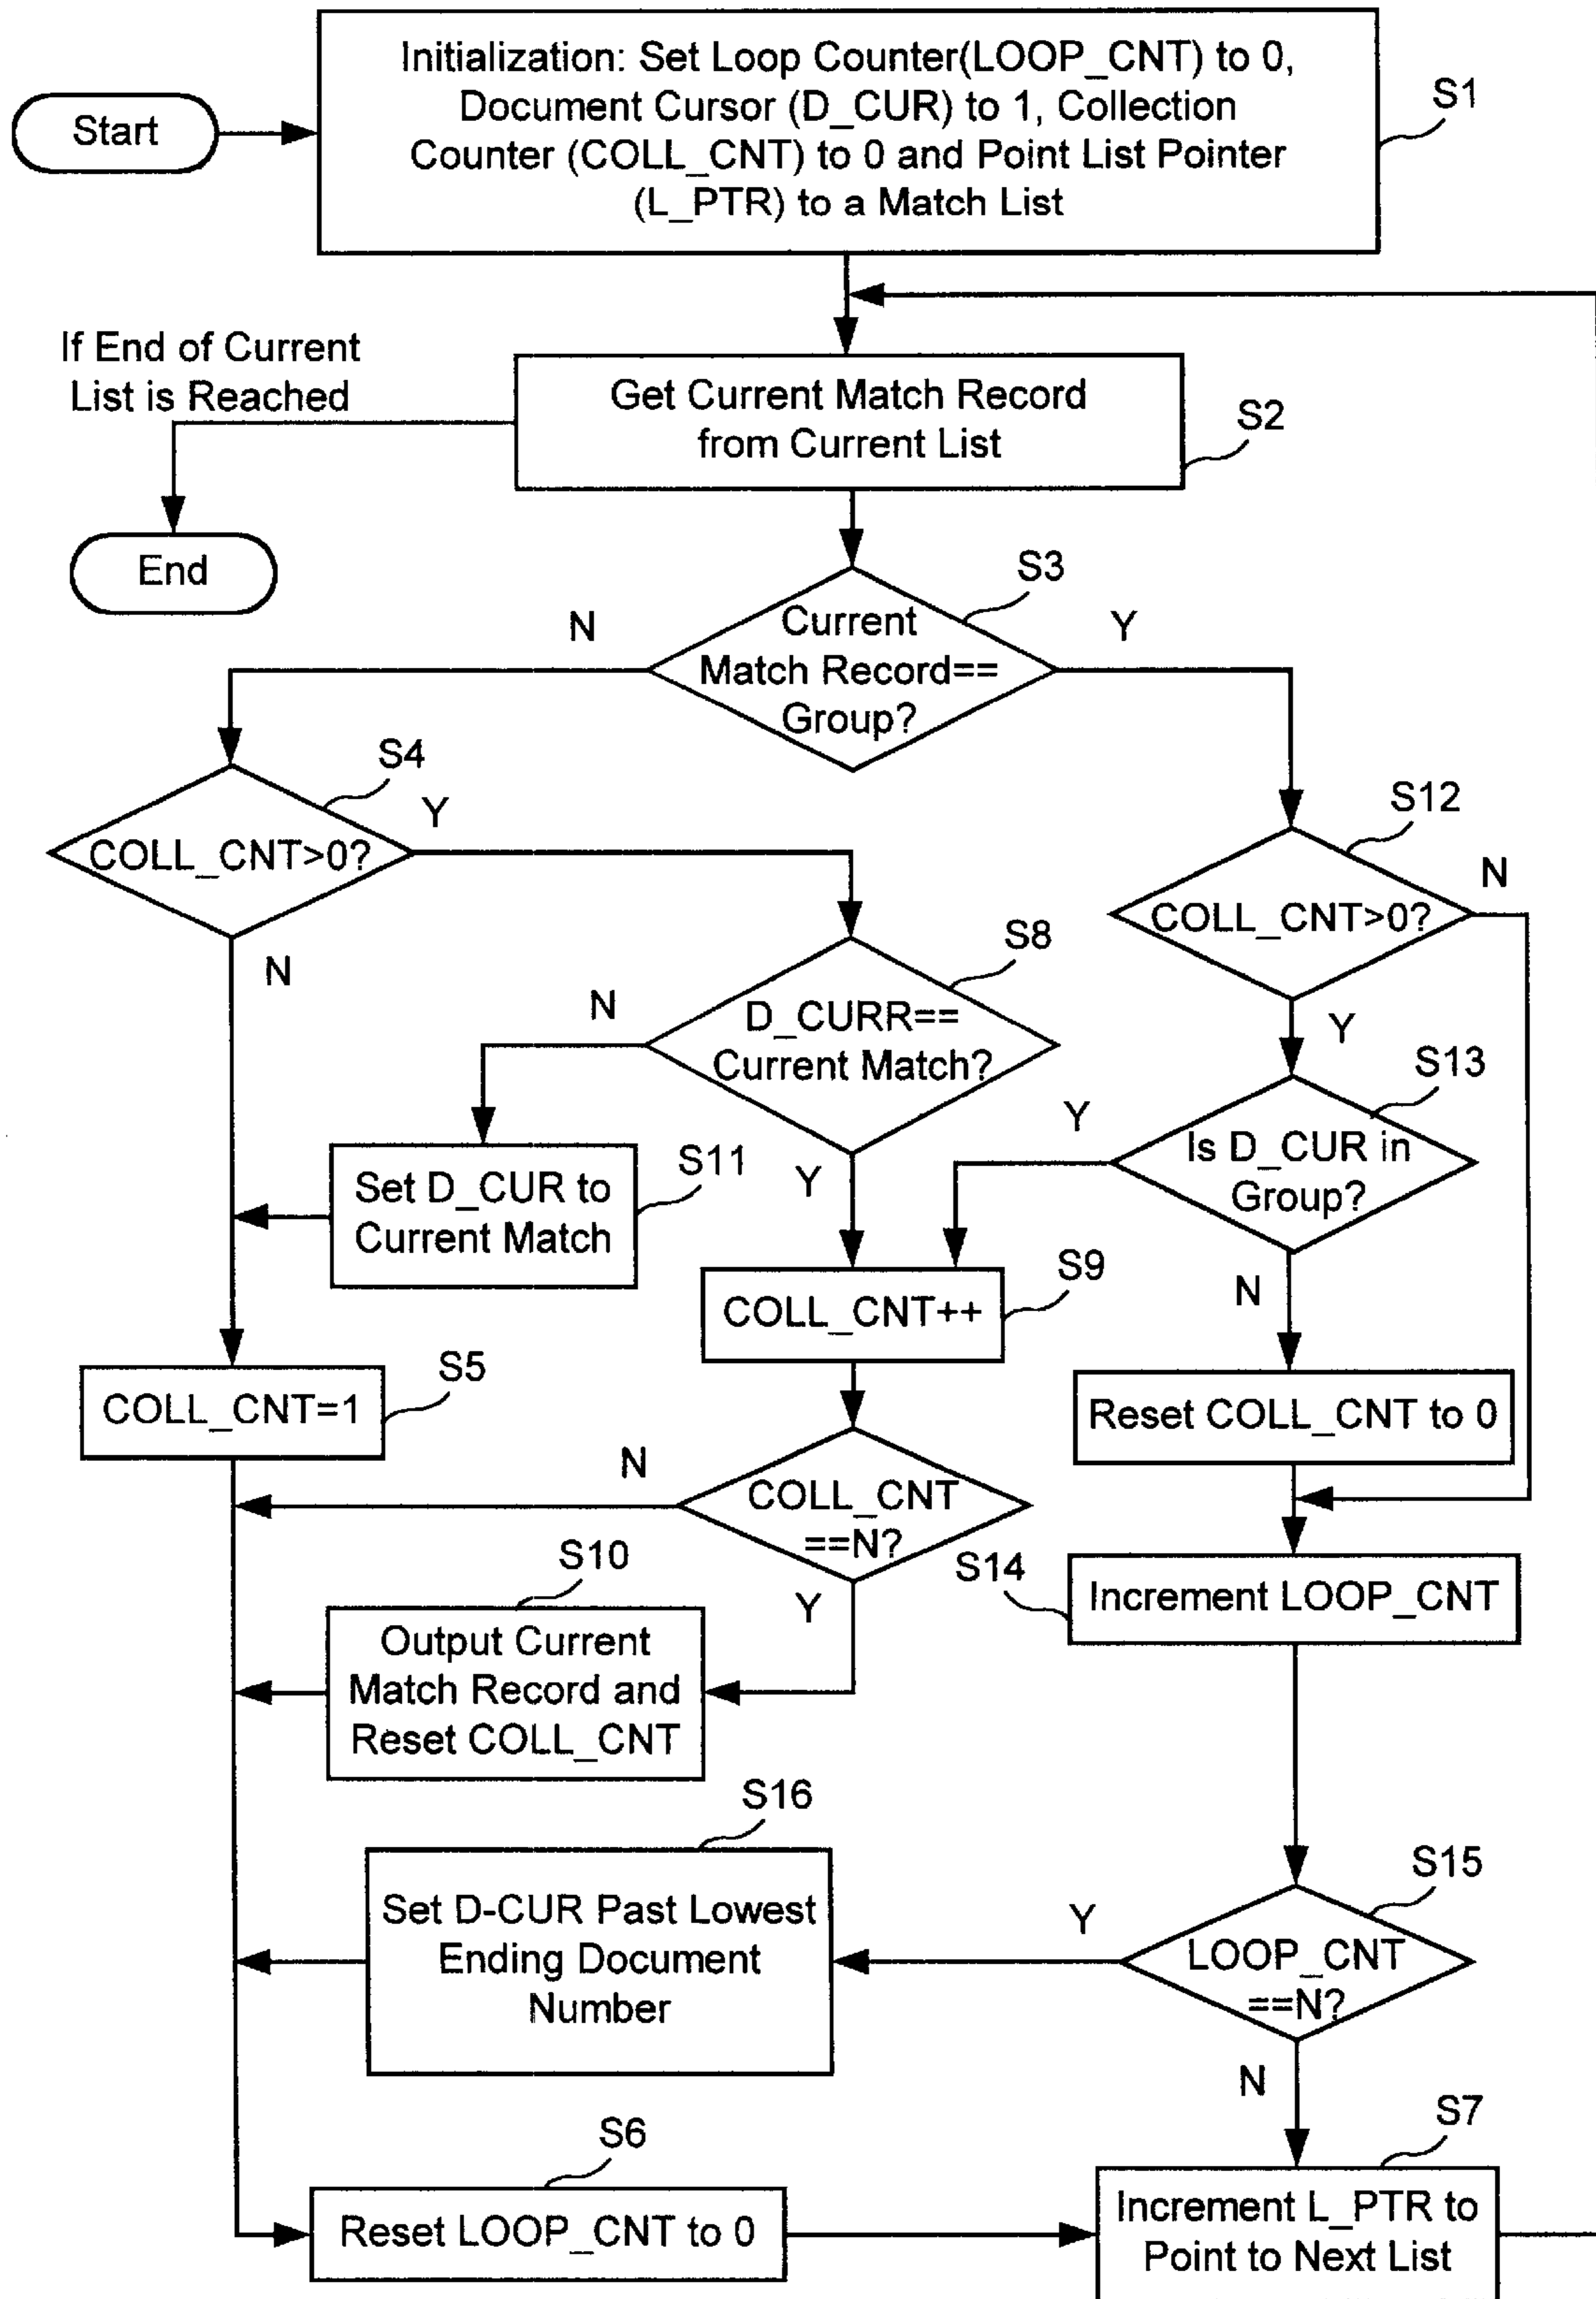 Initialization: Set Loop Counter(LOOP_CNT) to 0,
Document Cursor (D_CUR) to 1, Collection
Counter (COLL_CNT) to 0 and Point List Pointer
(L_PTR) to a Match List
S1
Start
If End of Current
List is Reached
Get Current Match Record
from Current List
S2
End
S3
N
Current
Match Record==
Group?
Y
S4
COLL_CNT>0?
Y
N
S12
COLL_CNT>0?
N
Y
S8
N
D_CURR==
Current Match?
Y
S13
Y
Is D_CUR in
Group?
N
S11
Set D_CUR to
Current Match
S9
COLL_CNT++
S5
COLL_CNT=1
Reset COLL_CNT to 0
N
COLL_CNT
==N?
Y
S10
Output Current
Match Record and
Reset COLL_CNT
S14
Increment LOOP_CNT
S16
Set D-CUR Past Lowest
Ending Document
Number
S15
Y
LOOP_CNT
==N?
N
S6
Reset LOOP_CNT to 0
S7
Increment L_PTR to
Point to Next List